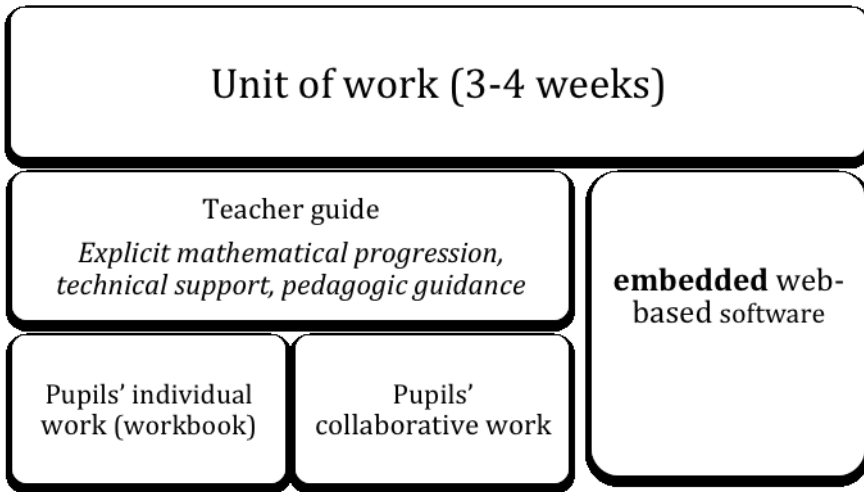 Unit of work (3-4 weeks)
Teacher guide
Explicit mathematical progression,
technical support, pedagogic guidance
embedded web-
based software
Pupils’ individual
work (workbook)
Pupils’
collaborative work